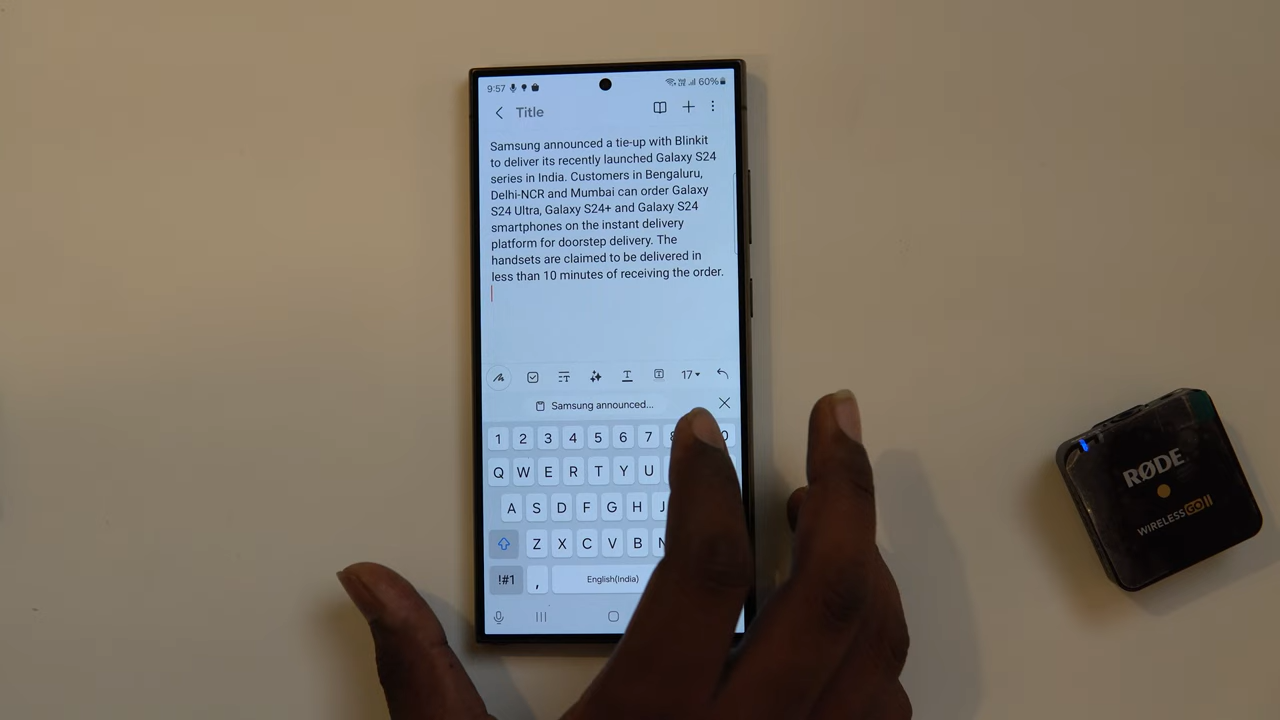 9:57 60%
Title
Samsung announced a tie-up with Blinkit
to deliver its recently launched Galaxy S24
series in India. Customers in Bengaluru,
Delhi-NCR and Mumbai can order Galaxy
S24 Ultra, Galaxy S24+ and Galaxy S24
smartphones on the instant delivery
platform for doorstep delivery. The
handsets are claimed to be delivered in
less than 10 minutes of receiving the order.
17
Samsung announced...
1 2 3 4 5 6 7 8 0
Q W E R T Y U
A S D F G H J
Z X C V B N
!#1 , English(India)
RØDE
WIRELESS GO II